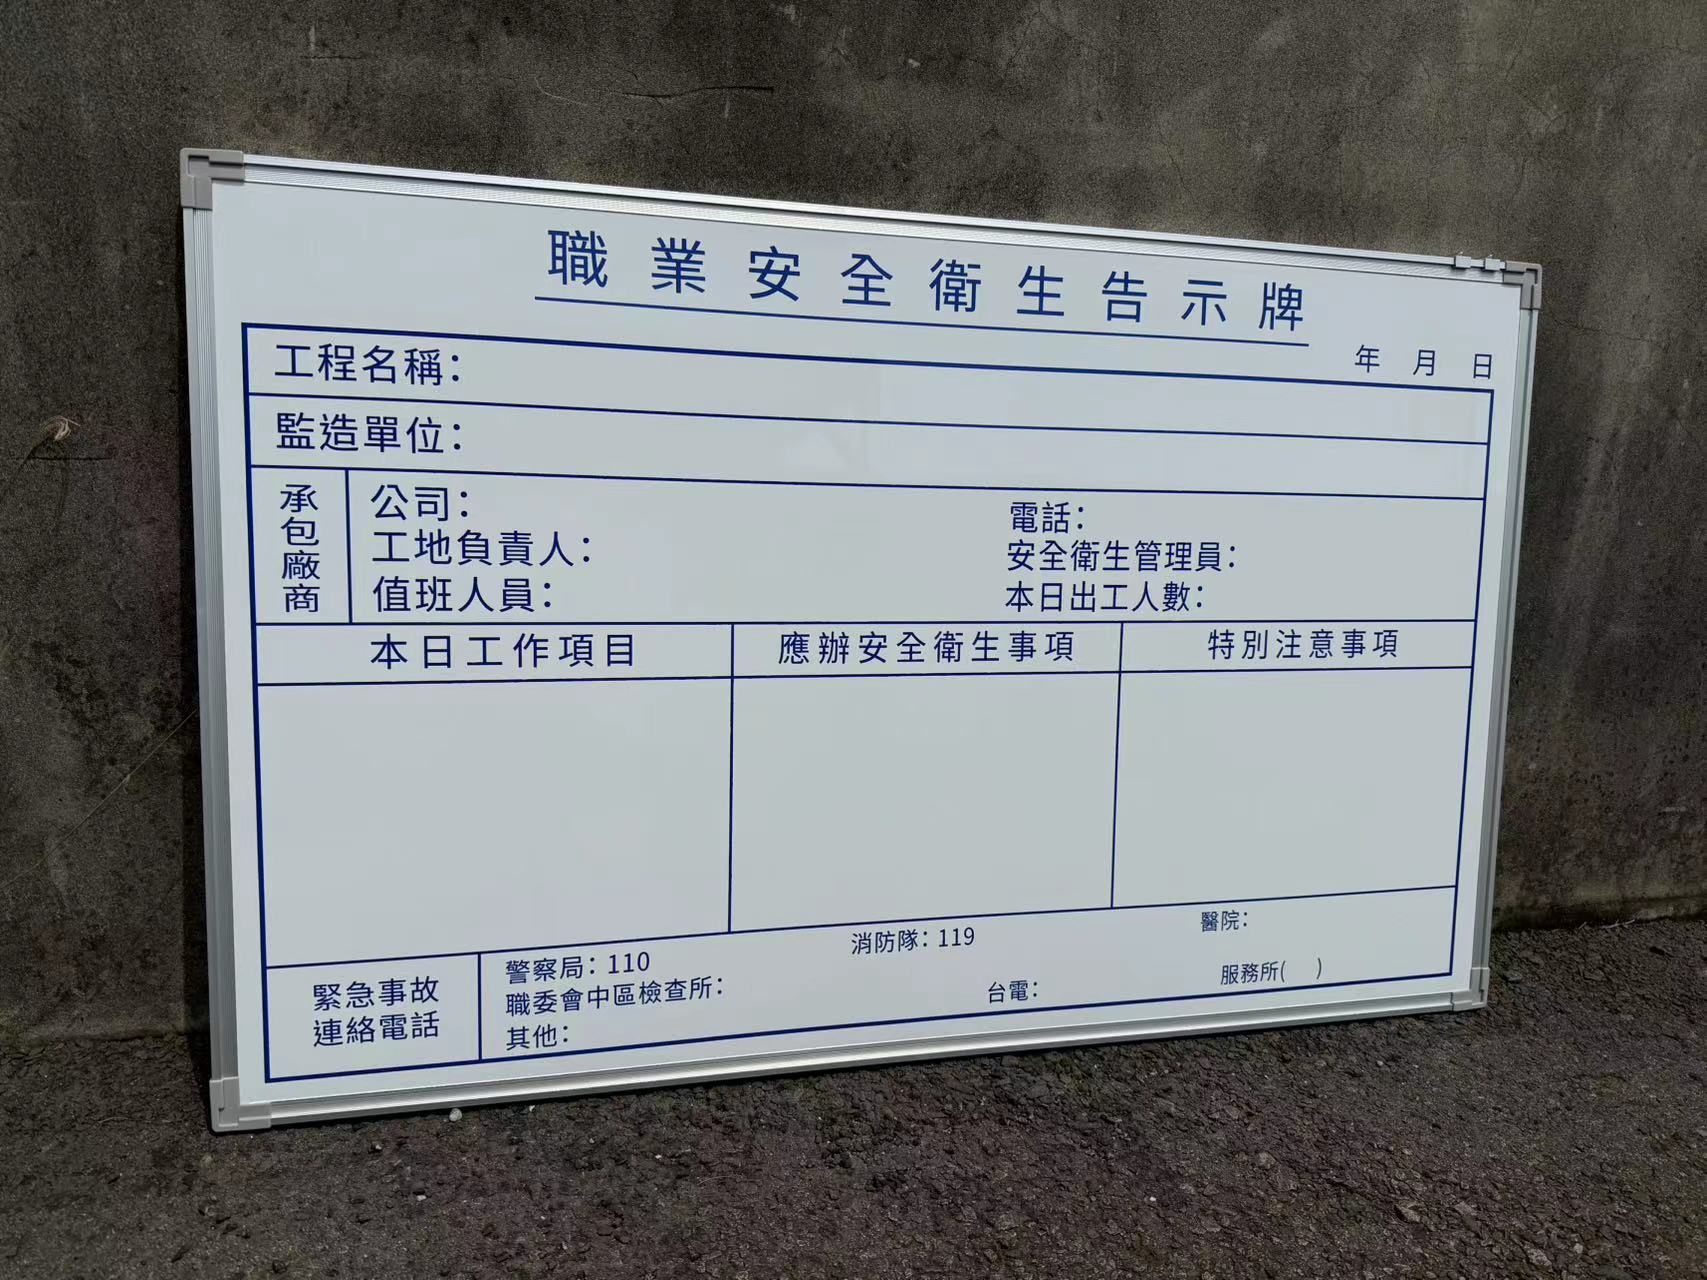 職業安全衛生告示牌
年 月 日
工程名稱：
監造單位：
承包廠商
公司： 電話：
工地負責人： 安全衛生管理員：
值班人員： 本日出工人數：
本日工作項目 應辦安全衛生事項 特別注意事項
緊急事故
連絡電話
警察局：110 消防隊：119 醫院：
職委會中區檢查所： 台電： 服務所( )
其他：